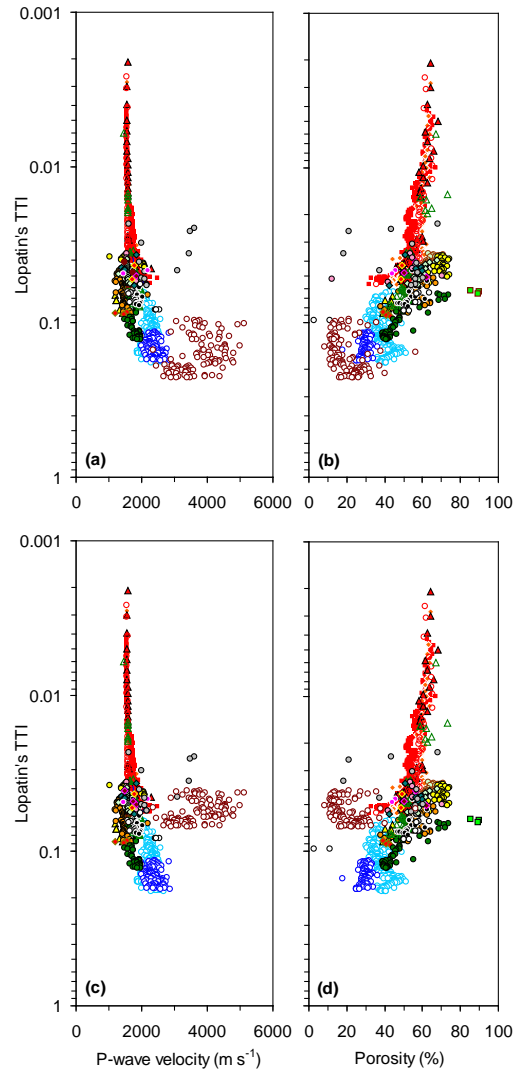 0.001
0.01
0.1
1
Lopatin's TTI
(a)
(b)
0 2000 4000 6000
0 20 40 60 80 100
0.001
0.01
0.1
1
Lopatin's TTI
(c)
(d)
0 2000 4000 6000
0 20 40 60 80 100
P-wave velocity (m s⁻¹)
Porosity (%)